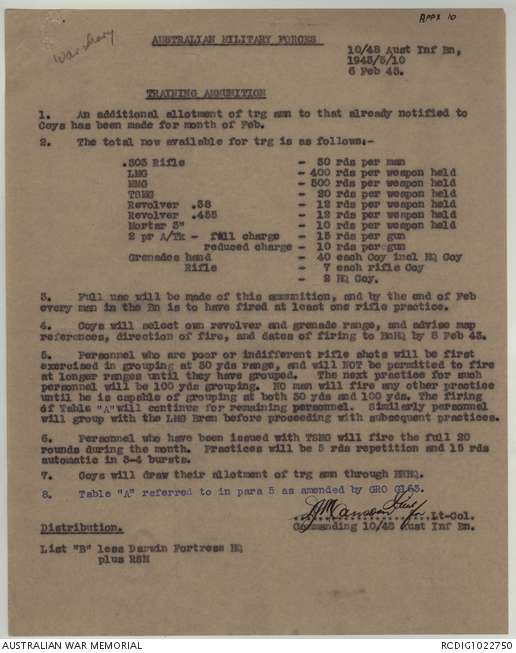 APPX 10
War Diary
AUSTRALIAN MILITARY FORCES
10/48 Aust Inf Bn,
1943/5/10
6 Feb 43.
TRAINING AMMUNITION
1. An additional allotment of trg amn to that already notified to
Coys has been made for month of Feb.
2. The total now available for trg is as follows:-
.303 Rifle - 30 rds per man
LMG - 400 rds per weapon held
MMG - 500 rds per weapon held
TSMG - 20 rds per weapon held
Revolver .38 - 12 rds per weapon held
Revolver .455 - 12 rds per weapon held
Mortar 3" - 10 rds per weapon held
2 pr A/Tk - full charge - 15 rds per gun
reduced charge - 10 rds per gun
Grenades hand - 40 each Coy incl HQ Coy
Rifle - 7 each rifle Coy
- 2 HQ Coy.
3. Full use will be made of this ammunition, and by the end of Feb
every man in the Bn is to have fired at least one rifle practice.
4. Coys will select own revolver and grenade range, and advise map
references, direction of fire, and dates of firing to BnHQ by 8 Feb 43.
5. Personnel who are poor or indifferent rifle shots will be first
exercised in grouping at 30 yds range, and will NOT be permitted to fire
at longer ranges until they have grouped. The next practice for such
personnel will be 100 yds grouping. NO man will fire any other practice
until he is capable of grouping at both 30 yds and 100 yds. The firing
of Table "A" will continue for remaining personnel. Similarly personnel
will group with the LMG Bren before proceeding with subsequent practices.
6. Personnel who have been issued with TSMG will fire the full 20
rounds during the month. Practices will be 5 rds repetition and 15 rds
automatic in 3-4 bursts.
7. Coys will draw their allotment of trg amn through BnHQ.
8. Table "A" referred to in para 5 as amended by GRO G163.
Lt-Col.
Commanding 10/48 Aust Inf Bn.
Distribution.
List "B" less Darwin Fortress HQ
plus RSM
AUSTRALIAN WAR MEMORIAL
RCDIG1022750